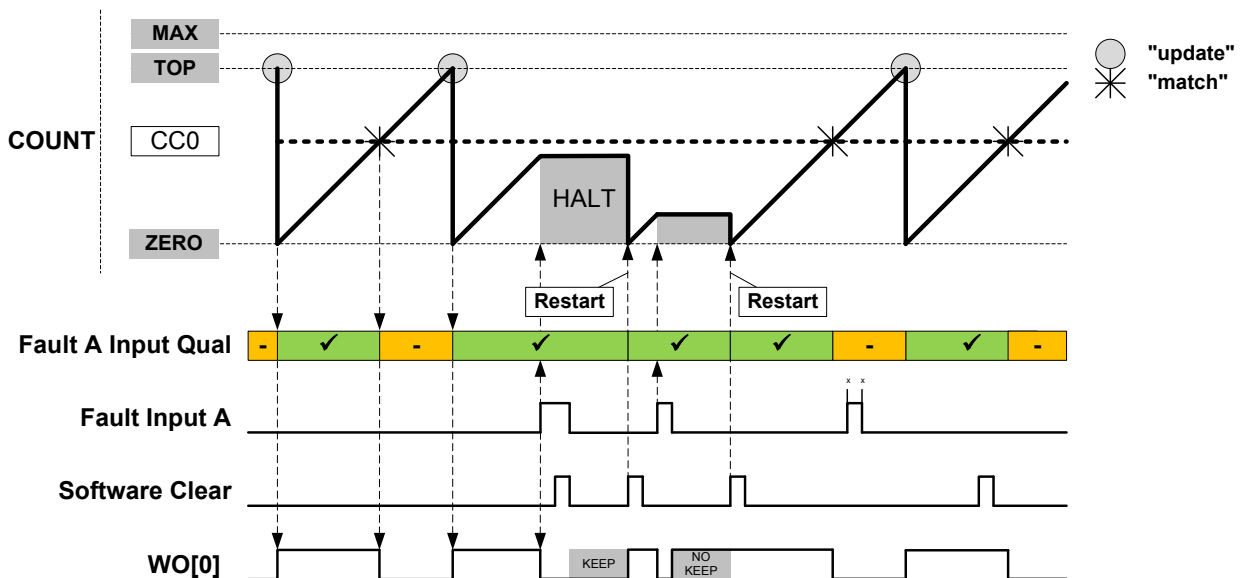 MAX
TOP
"update"
"match"
COUNT
CC0
HALT
ZERO
Restart
Restart
Fault A Input Qual
- ✓ - ✓ ✓ ✓ - ✓ -
x x
Fault Input A
Software Clear
WO[0]
KEEP
NO
KEEP